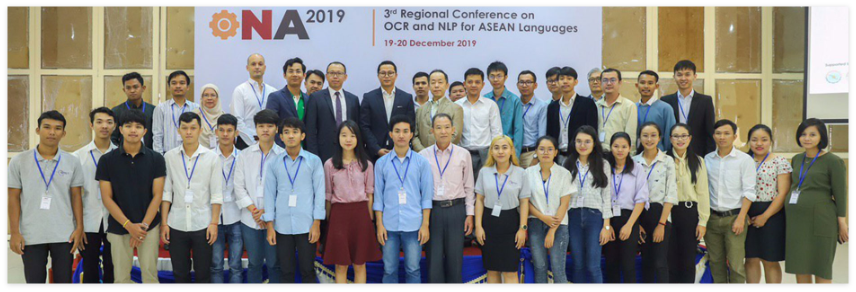 ONA 2019
3rd Regional Conference on
OCR and NLP for ASEAN Languages
19-20 December 2019